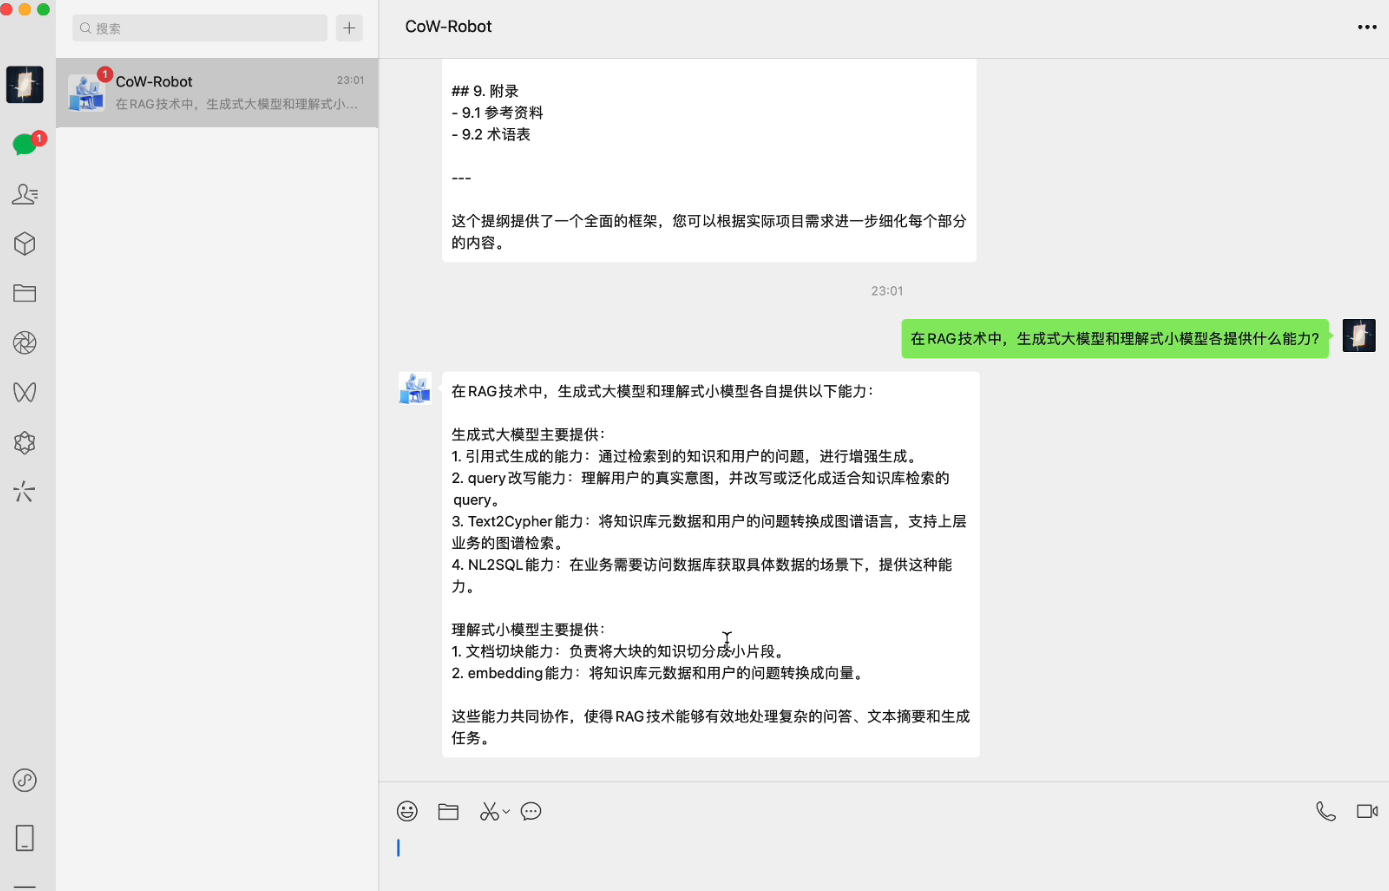 搜索
CoW-Robot
1
CoW-Robot
23:01
在RAG技术中，生成式大模型和理解式小...
1
## 9. 附录
- 9.1 参考资料
- 9.2 术语表
---
这个提纲提供了一个全面的框架，您可以根据实际项目需求进一步细化每个部分
的内容。
23:01
在RAG技术中，生成式大模型和理解式小模型各提供什么能力?
在RAG技术中，生成式大模型和理解式小模型各自提供以下能力：
生成式大模型主要提供：
1. 引用式生成的能力：通过检索到的知识和用户的问题，进行增强生成。
2. query改写能力：理解用户的真实意图，并改写或泛化成适合知识库检索的
query。
3. Text2Cypher能力：将知识库元数据和用户的问题转换成图谱语言，支持上层
业务的图谱检索。
4. NL2SQL能力：在业务需要访问数据库获取具体数据的场景下，提供这种能
力。
理解式小模型主要提供：
1. 文档切块能力：负责将大块的知识切分成小片段。
2. embedding能力：将知识库元数据和用户的问题转换成向量。
这些能力共同协作，使得RAG技术能够有效地处理复杂的问答、文本摘要和生成
任务。